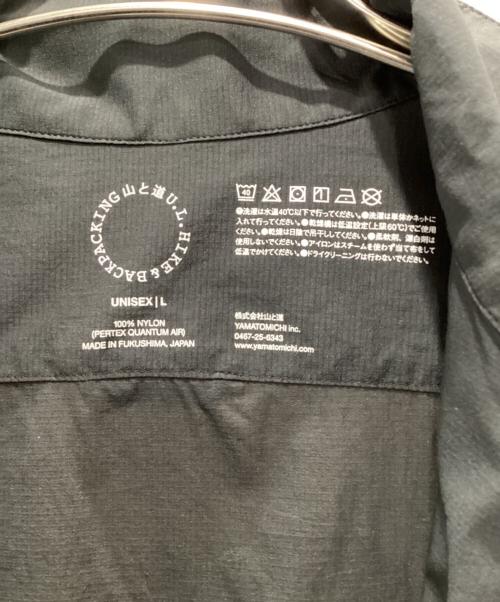 山と道 U.L. HIKE & BACKPACKING
UNISEX | L
100% NYLON
(PERTEX QUANTUM AIR)
MADE IN FUKUSHIMA, JAPAN
40
●洗濯は水温40℃以下で行ってください。●洗濯は単体かネットに
入れて行ってください。●乾燥機は低温設定(上限60℃)でご使用
ください。●乾燥は日陰で吊干ししてください。●柔軟剤、漂白剤は
使用しないでください。●アイロンはスチームを使わず当て布をして
低温でかけてください。●ドライクリーニングは行わないでください。
株式会社山と道
YAMATOMICHI inc.
0467-25-6343
www.yamatomichi.com